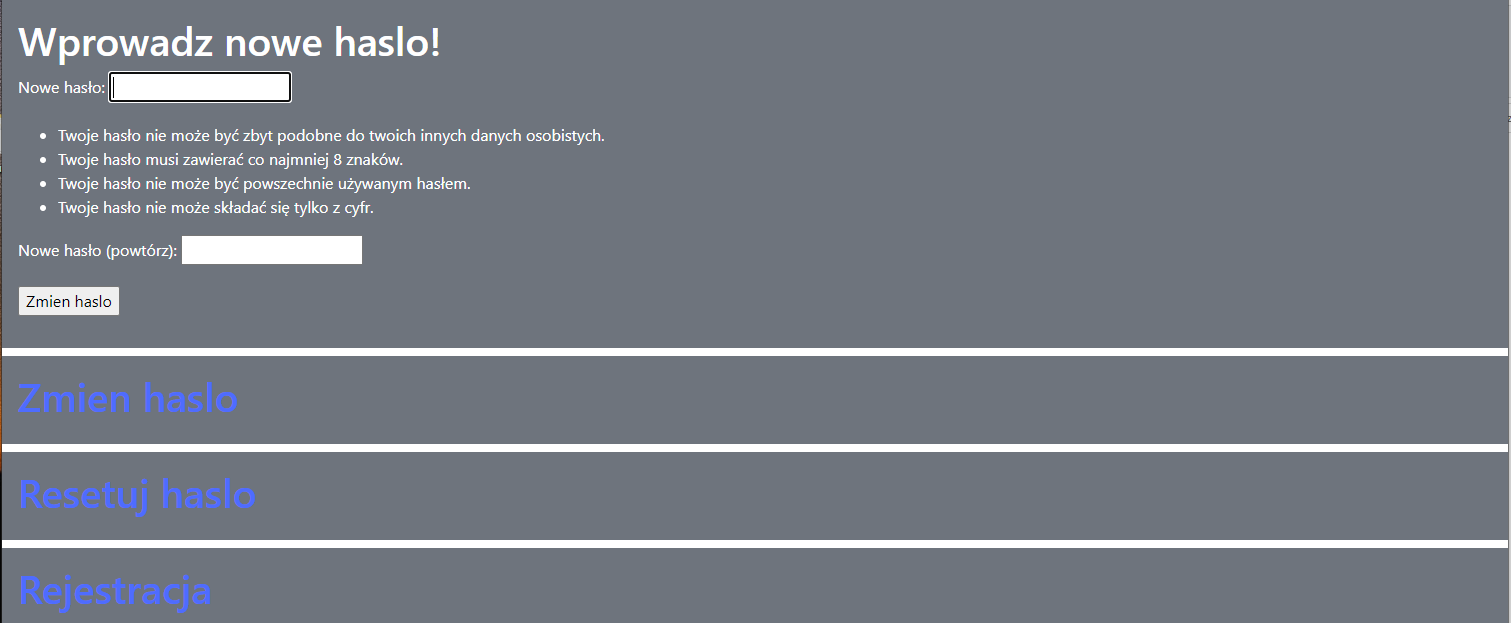 Wprowadz nowe haslo!
Nowe hasło:
Twoje hasło nie może być zbyt podobne do twoich innych danych osobistych.
Twoje hasło musi zawierać co najmniej 8 znaków.
Twoje hasło nie może być powszechnie używanym hasłem.
Twoje hasło nie może składać się tylko z cyfr.
Nowe hasło (powtórz):
Zmien haslo
Zmien haslo
Resetuj haslo
Rejestracja